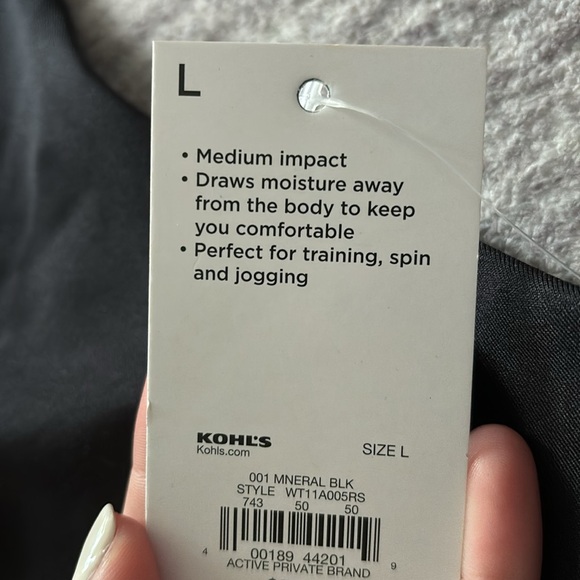 L
• Medium impact
• Draws moisture away
from the body to keep
you comfortable
• Perfect for training, spin
and jogging
KOHL'S
Kohls.com
SIZE L
001 MNERAL BLK
STYLE WT11A005RS
743 50 50
4 00189 44201 9
ACTIVE PRIVATE BRAND